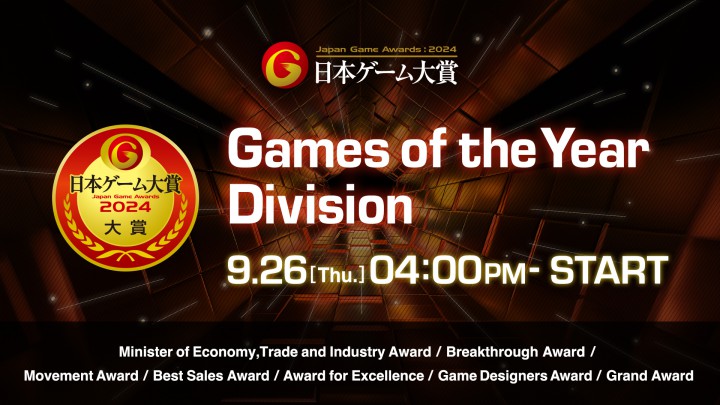 Japan Game Awards:2024
日本ゲーム大賞
日本ゲーム大賞
Japan Game Awards
2024
大賞
Games of the Year
Division
9.26[Thu.]04:00PM- START
Minister of Economy,Trade and Industry Award / Breakthrough Award /
Movement Award / Best Sales Award / Award for Excellence / Game Designers Award / Grand Award